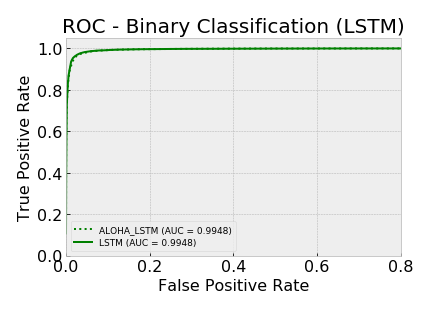 ROC - Binary Classification (LSTM)
True Positive Rate
1.0
0.8
0.6
0.4
0.2
0.0
ALOHA_LSTM (AUC = 0.9948)
LSTM (AUC = 0.9948)
0.0 0.2 0.4 0.6 0.8
False Positive Rate